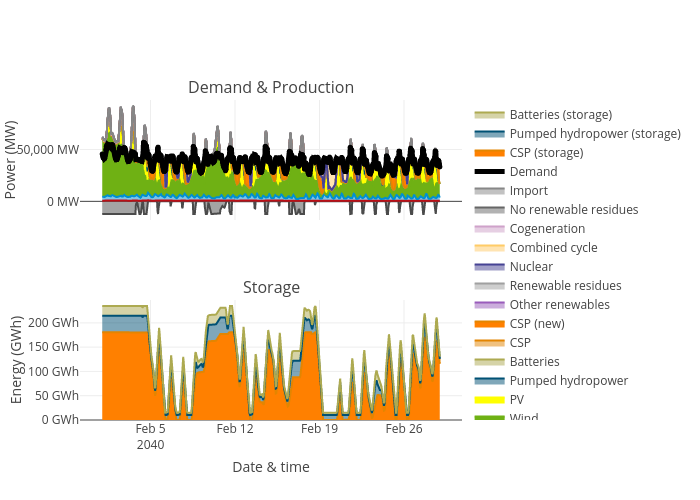 Demand & Production
Power (MW)
50,000 MW
0 MW
Storage
Energy (GWh)
200 GWh
150 GWh
100 GWh
50 GWh
0 GWh
Feb 5
2040
Feb 12
Feb 19
Feb 26
Date & time
Batteries (storage)
Pumped hydropower (storage)
CSP (storage)
Demand
Import
No renewable residues
Cogeneration
Combined cycle
Nuclear
Renewable residues
Other renewables
CSP (new)
CSP
Batteries
Pumped hydropower
PV
Wind